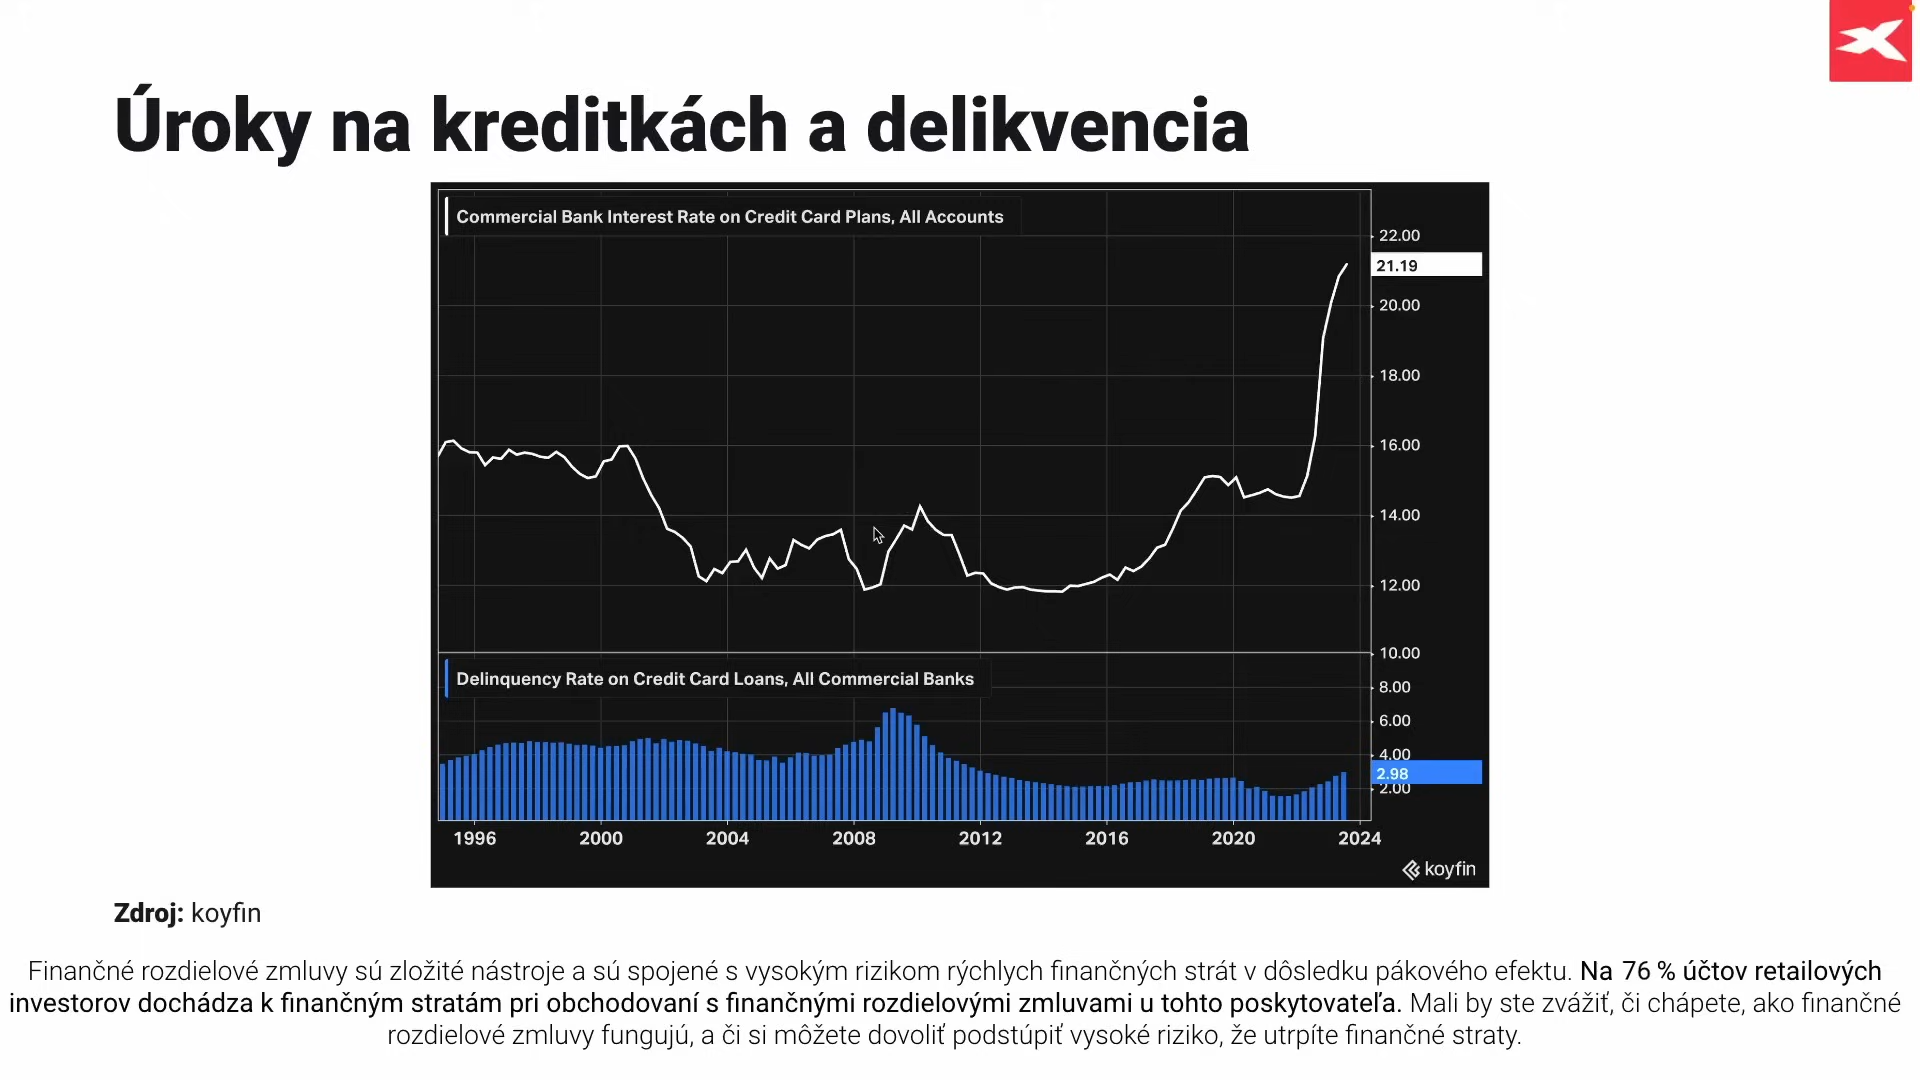 Úroky na kreditkách a delikvencia
Commercial Bank Interest Rate on Credit Card Plans, All Accounts
22.00
21.19
20.00
18.00
16.00
14.00
12.00
10.00
Delinquency Rate on Credit Card Loans, All Commercial Banks
8.00
6.00
4.00
2.98
2.00
1996 2000 2004 2008 2012 2016 2020 2024
koyfin
Zdroj: koyfin
Finančné rozdielové zmluvy sú zložité nástroje a sú spojené s vysokým rizikom rýchlych finančných strát v dôsledku pákového efektu. Na 76 % účtov retailových
investorov dochádza k finančným stratám pri obchodovaní s finančnými rozdielovými zmluvami u tohto poskytovateľa. Mali by ste zvážiť, či chápete, ako finančné
rozdielové zmluvy fungujú, a či si môžete dovoliť podstúpiť vysoké riziko, že utrpíte finančné straty.